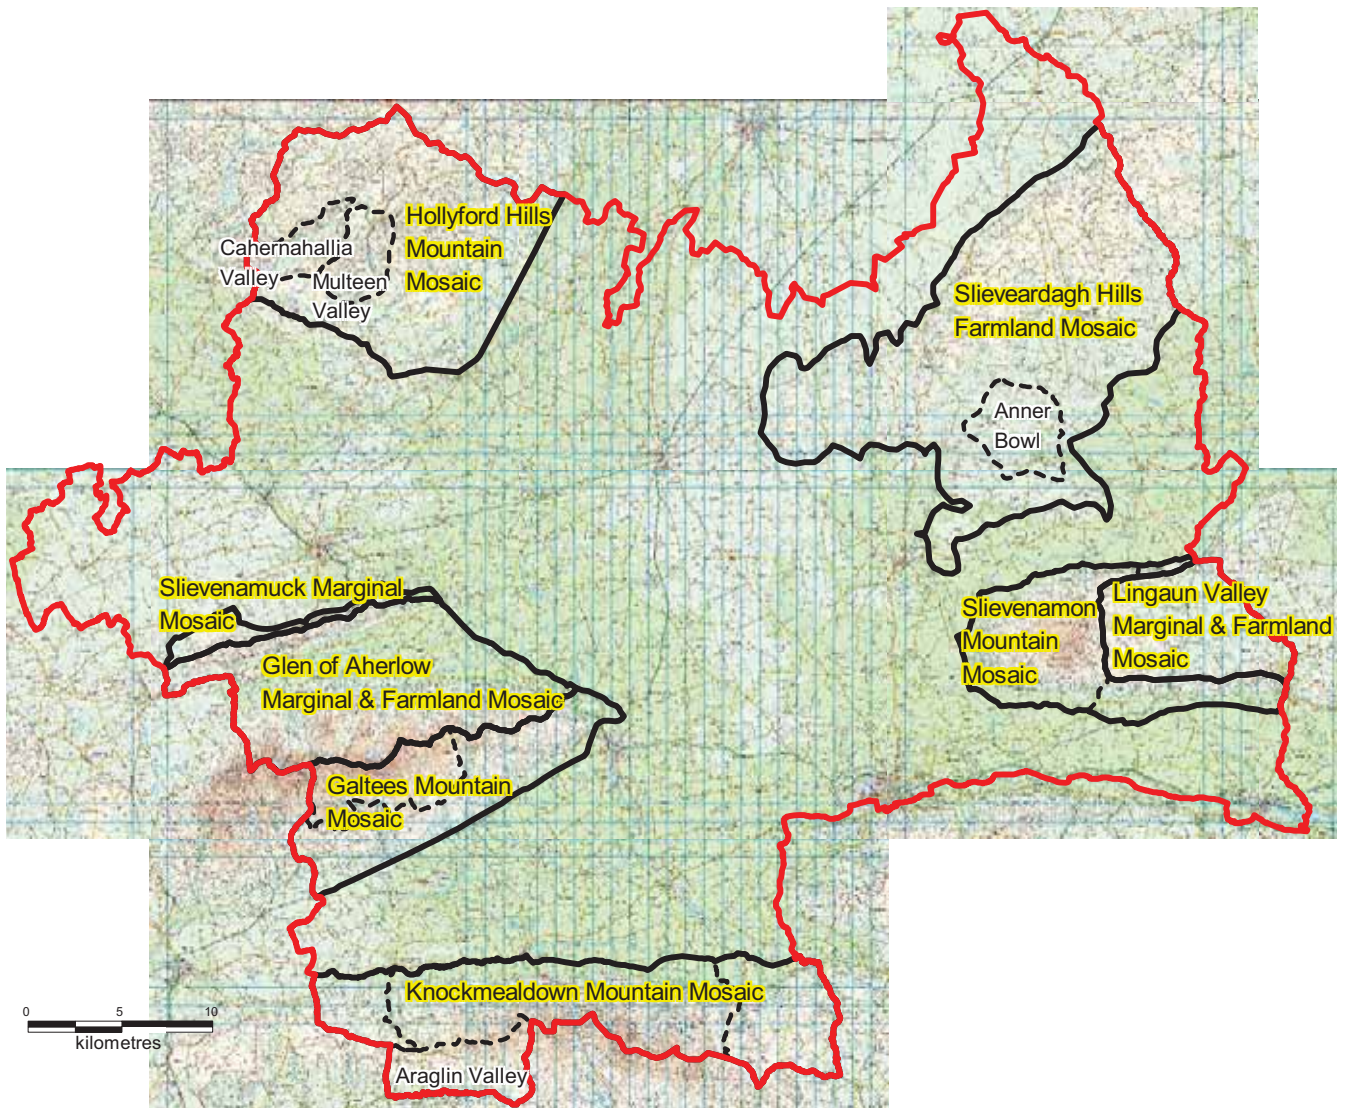 Hollyford Hills
Mountain
Mosaic
Cahernahallia
Valley
Multeen
Valley
Slieveardagh Hills
Farmland Mosaic
Anner
Bowl
Slievenamuck Marginal
Mosaic
Glen of Aherlow
Marginal & Farmland Mosaic
Galtees Mountain
Mosaic
Slievenamon
Mountain
Mosaic
Lingaun Valley
Marginal & Farmland
Mosaic
Knockmealdown Mountain Mosaic
Araglin Valley
0 5 10
kilometres